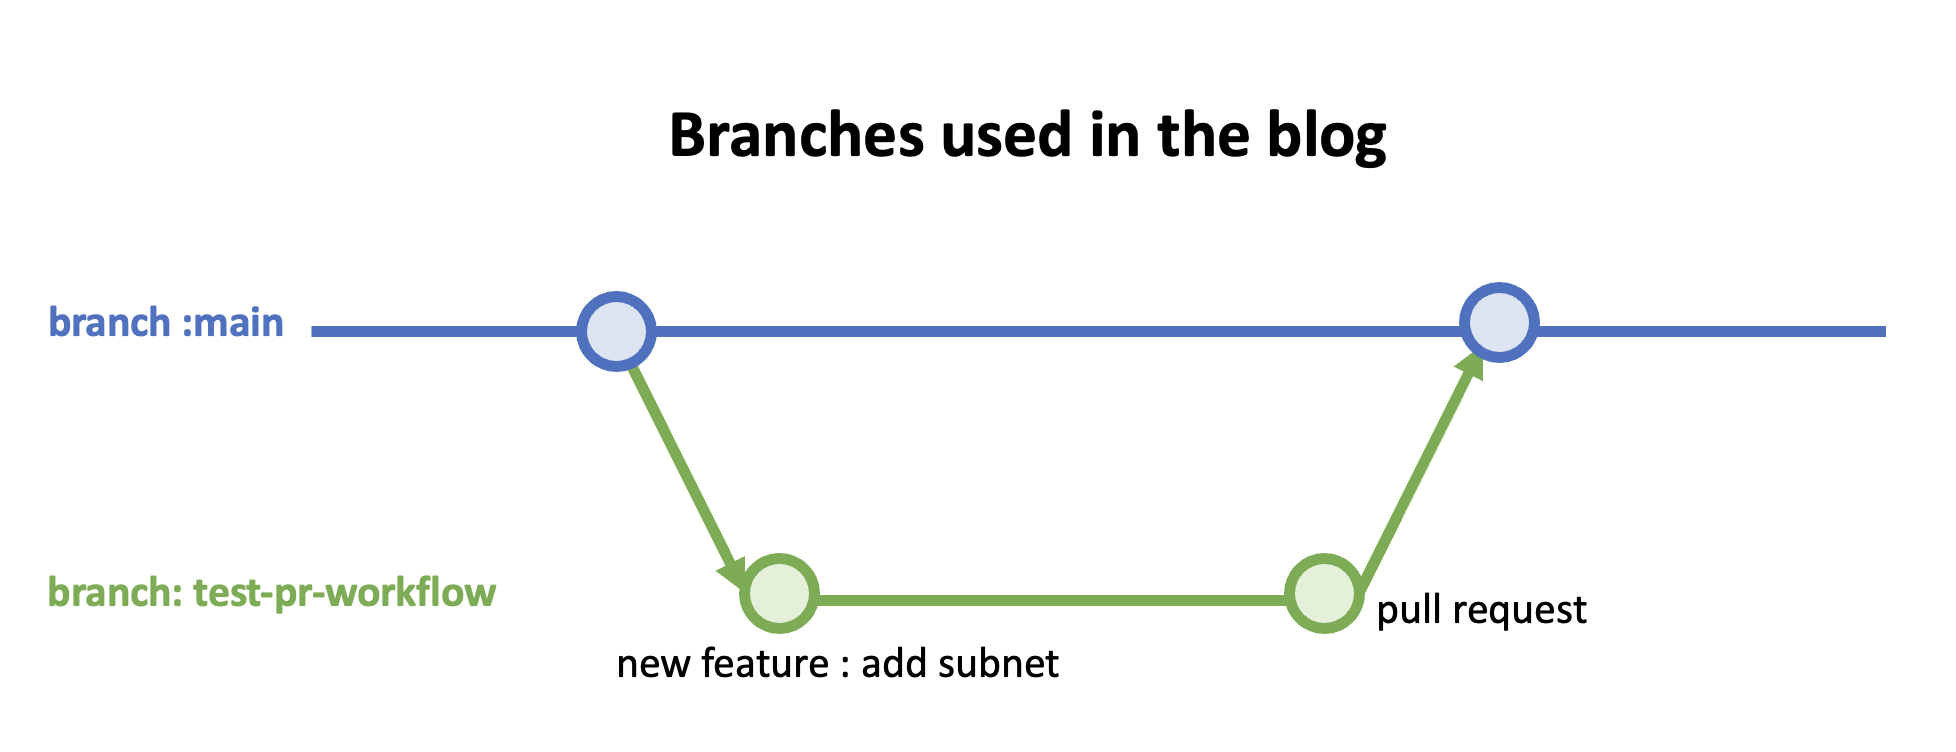 Branches used in the blog
branch :main
branch: test-pr-workflow
pull request
new feature : add subnet